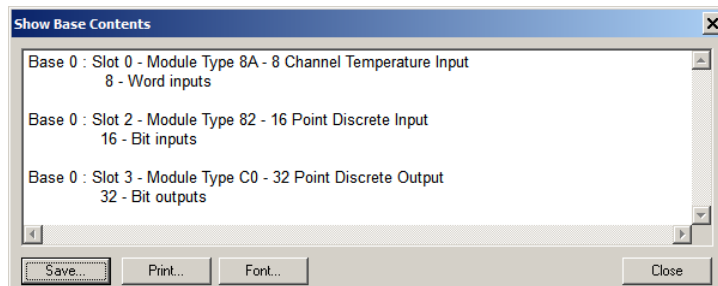 Show Base Contents
Base 0 : Slot 0 - Module Type 8A - 8 Channel Temperature Input
8 - Word inputs
Base 0 : Slot 2 - Module Type 82 - 16 Point Discrete Input
16 - Bit inputs
Base 0 : Slot 3 - Module Type C0 - 32 Point Discrete Output
32 - Bit outputs
Save... Print... Font... Close